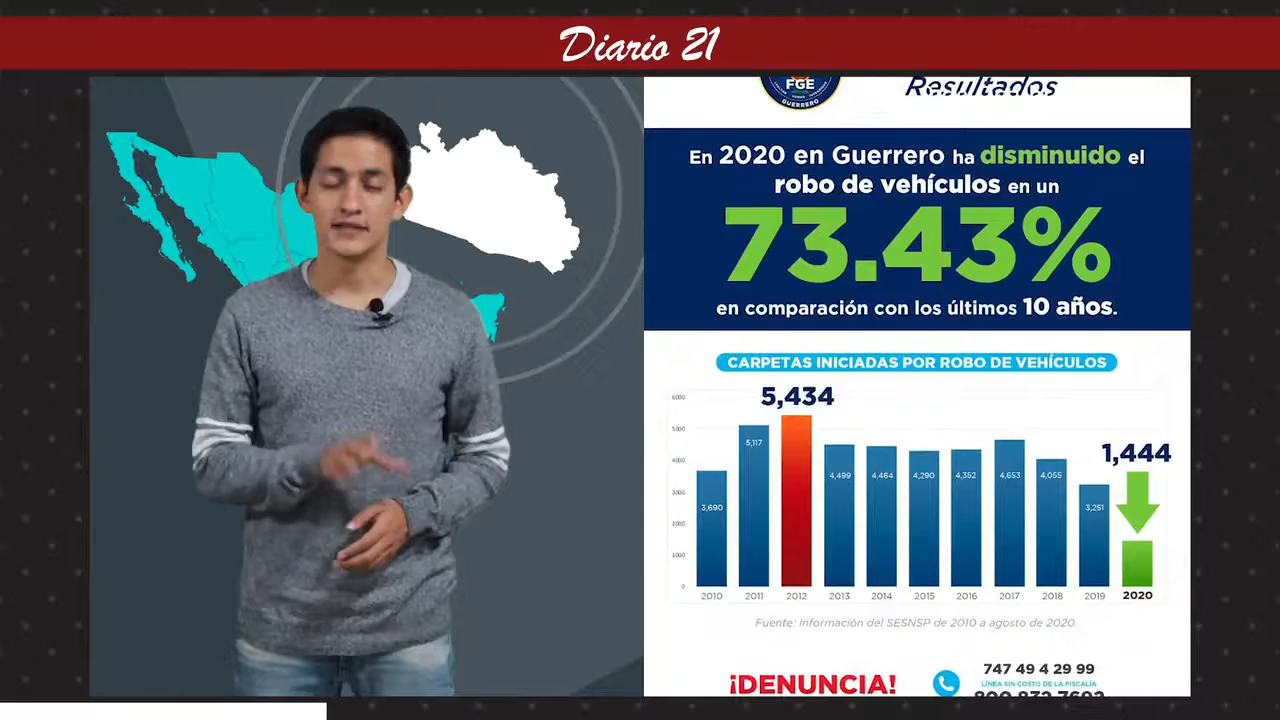 Diario 21
FGE
GUERRERO
Resultados
En 2020 en Guerrero ha disminuido el
robo de vehículos en un
73.43%
en comparación con los últimos 10 años.
CARPETAS INICIADAS POR ROBO DE VEHÍCULOS
6000
5000
4000
3000
2000
1000
0
5,434
1,444
3,690
5,117
4,499
4,464
4,290
4,352
4,653
4,055
3,251
2010 2011 2012 2013 2014 2015 2016 2017 2018 2019 2020
Fuente: Información del SESNSP de 2010 a agosto de 2020.
¡DENUNCIA!
747 49 4 29 99
LÍNEA SIN COSTO DE LA FISCALÍA
800 832 7692